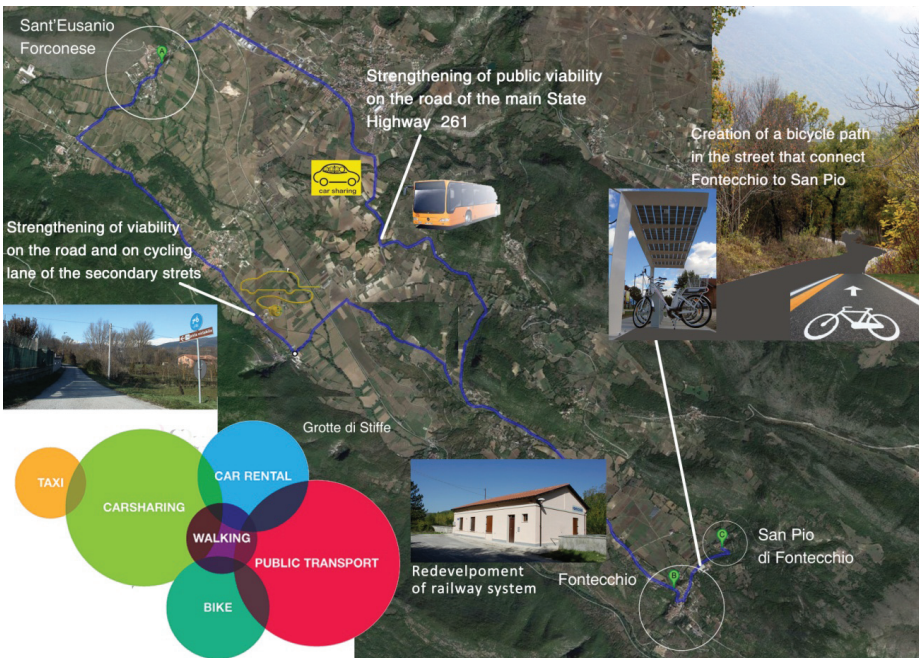 Sant'Eusanio
Forconese
A
Strengthening of public viability
on the road of the main State
Highway 261
car sharing
Creation of a bicycle path
in the street that connect
Fontecchio to San Pio
Strengthening of viability
on the road and on cycling
lane of the secondary strets
Grotte di Stiffe
TAXI
CARSHARING
CAR RENTAL
WALKING
PUBLIC TRANSPORT
BIKE
Redevelpoment
of railway system
Fontecchio
B
C
San Pio
di Fontecchio